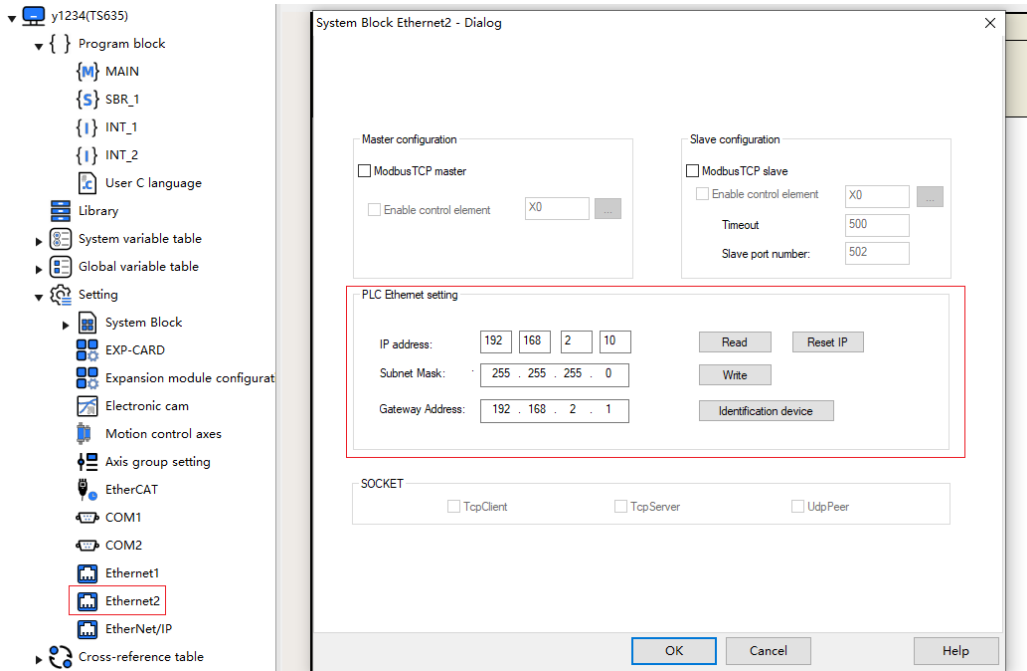 y1234(TS635)
Program block
{M} MAIN
{S} SBR_1
{I} INT_1
{I} INT_2
User C language
Library
System variable table
Global variable table
Setting
System Block
EXP-CARD
Expansion module configurat
Electronic cam
Motion control axes
Axis group setting
EtherCAT
COM1
COM2
Ethernet1
Ethernet2
EtherNet/IP
Cross-reference table
System Block Ethernet2 - Dialog
Master configuration
ModbusTCP master
Enable control element X0 ...
Slave configuration
ModbusTCP slave
Enable control element X0 ...
Timeout 500
Slave port number: 502
PLC Ethernet setting
IP address: 192 168 2 10 Read Reset IP
Subnet Mask: 255 . 255 . 255 . 0 Write
Gateway Address: 192 . 168 . 2 . 1 Identification device
SOCKET
TcpClient TcpServer UdpPeer
OK Cancel Help